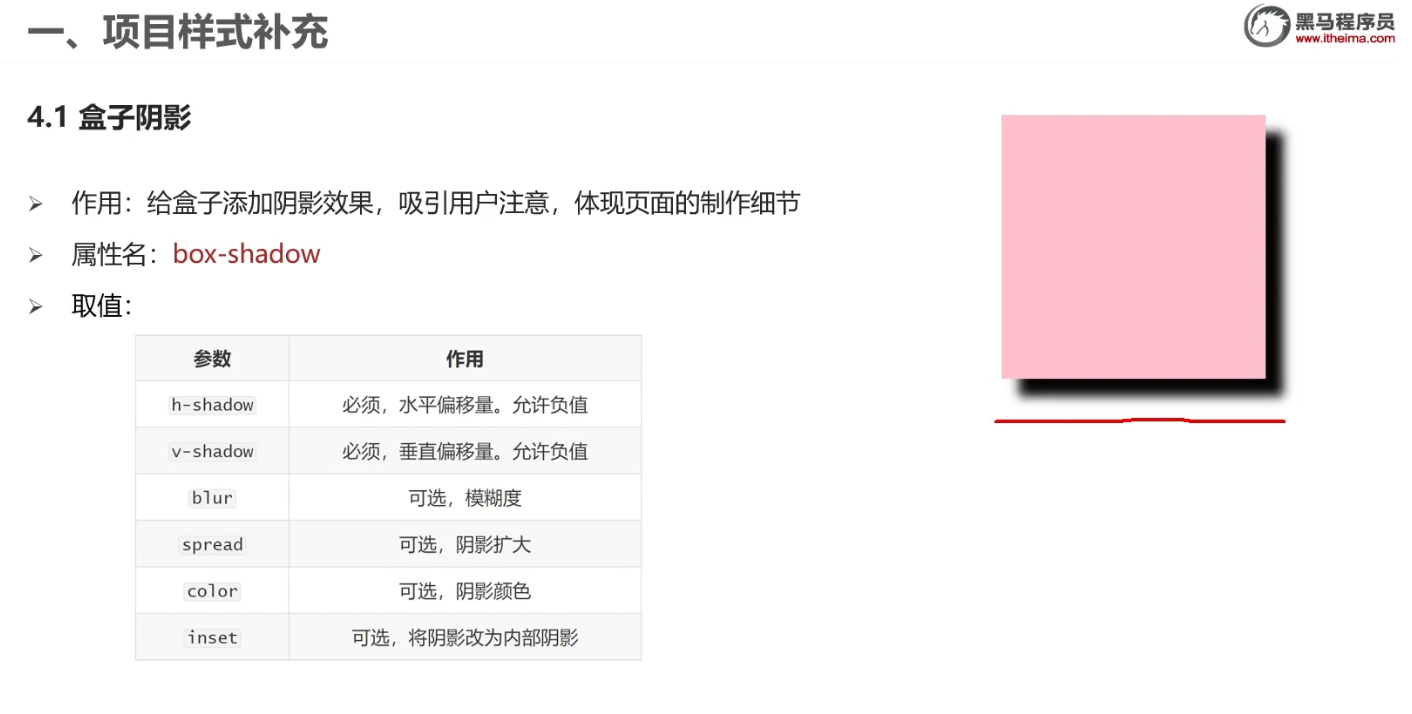 一、项目样式补充
黑马程序员
www.itheima.com
4.1 盒子阴影
作用：给盒子添加阴影效果，吸引用户注意，体现页面的制作细节
属性名：box-shadow
取值：
参数 作用
h-shadow 必须，水平偏移量。允许负值
v-shadow 必须，垂直偏移量。允许负值
blur 可选，模糊度
spread 可选，阴影扩大
color 可选，阴影颜色
inset 可选，将阴影改为内部阴影